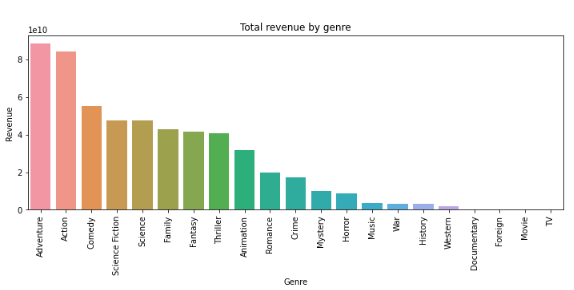 Total revenue by genre
1e10
8
6
4
2
0
Revenue
Adventure
Action
Comedy
Science Fiction
Science
Family
Fantasy
Thriller
Animation
Romance
Crime
Mystery
Horror
Music
War
History
Western
Documentary
Foreign
Movie
TV
Genre